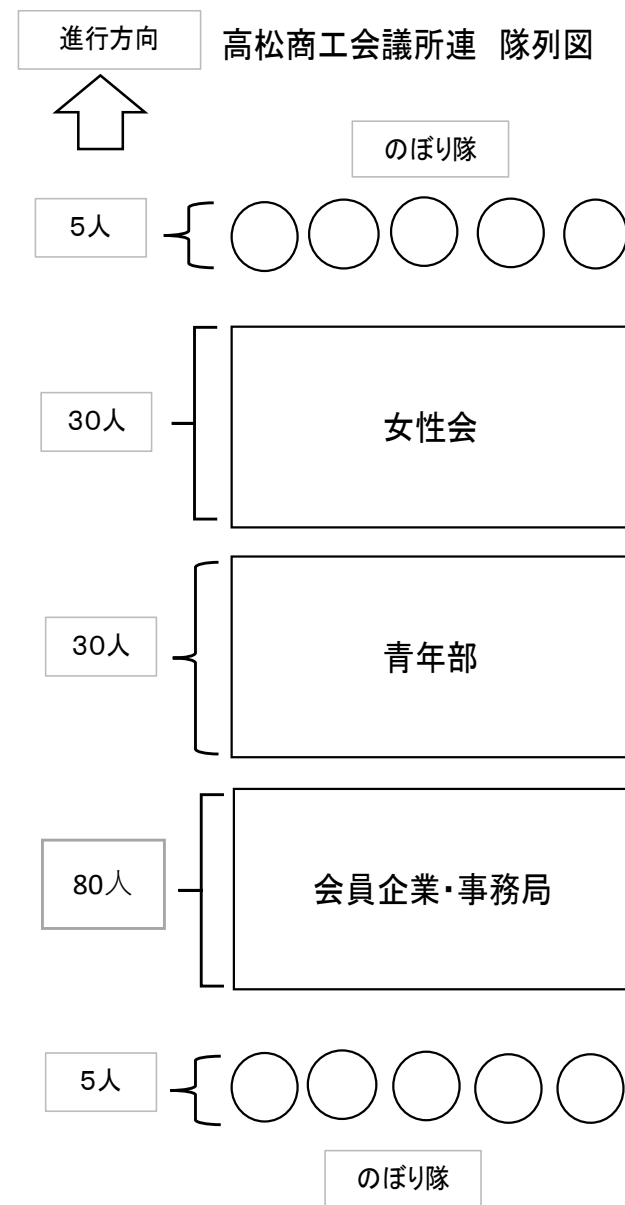 進行方向
高松商工会議所連　隊列図
のぼり隊
5人
30人
女性会
30人
青年部
80人
会員企業・事務局
5人
のぼり隊